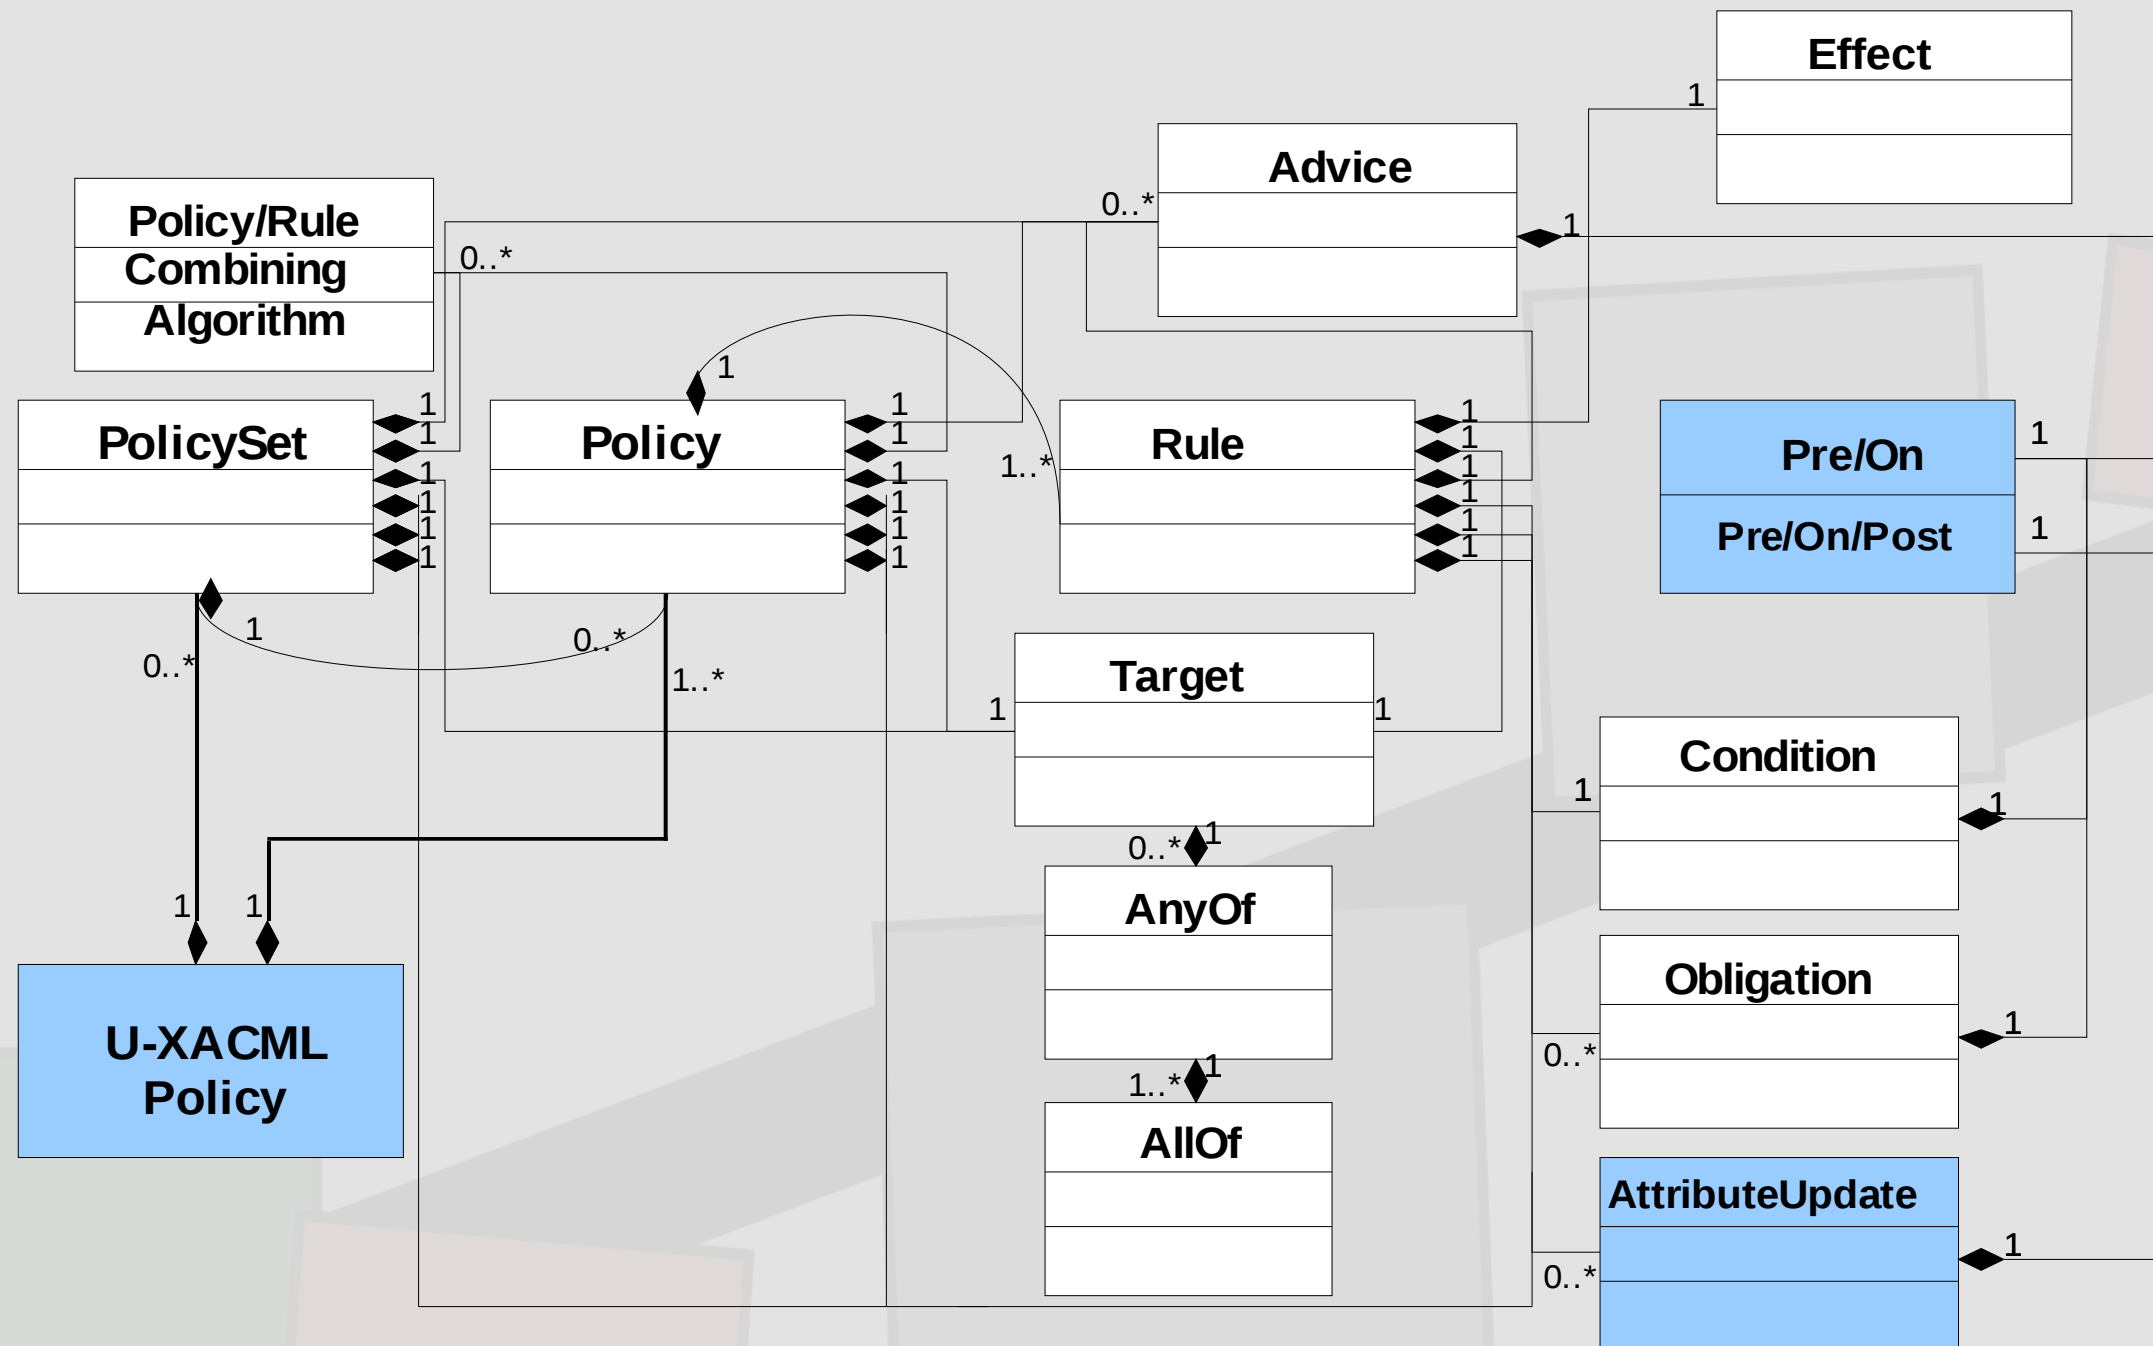 Effect
1
Advice
0..*
1
Policy/Rule
Combining
Algorithm
0..*
1
1
1
1
1
1
PolicySet
1
Policy
1
1
1
1
1
1
1..*
Rule
1
1
1
1
1
1
Pre/On
1
Pre/On/Post
1
1
0..*
0..*
1..*
Target
1
1
Condition
1
1
0..*
1
AnyOf
1
1
Obligation
1
0..*
U-XACML
Policy
1..*
1
AllOf
AttributeUpdate
1
0..*